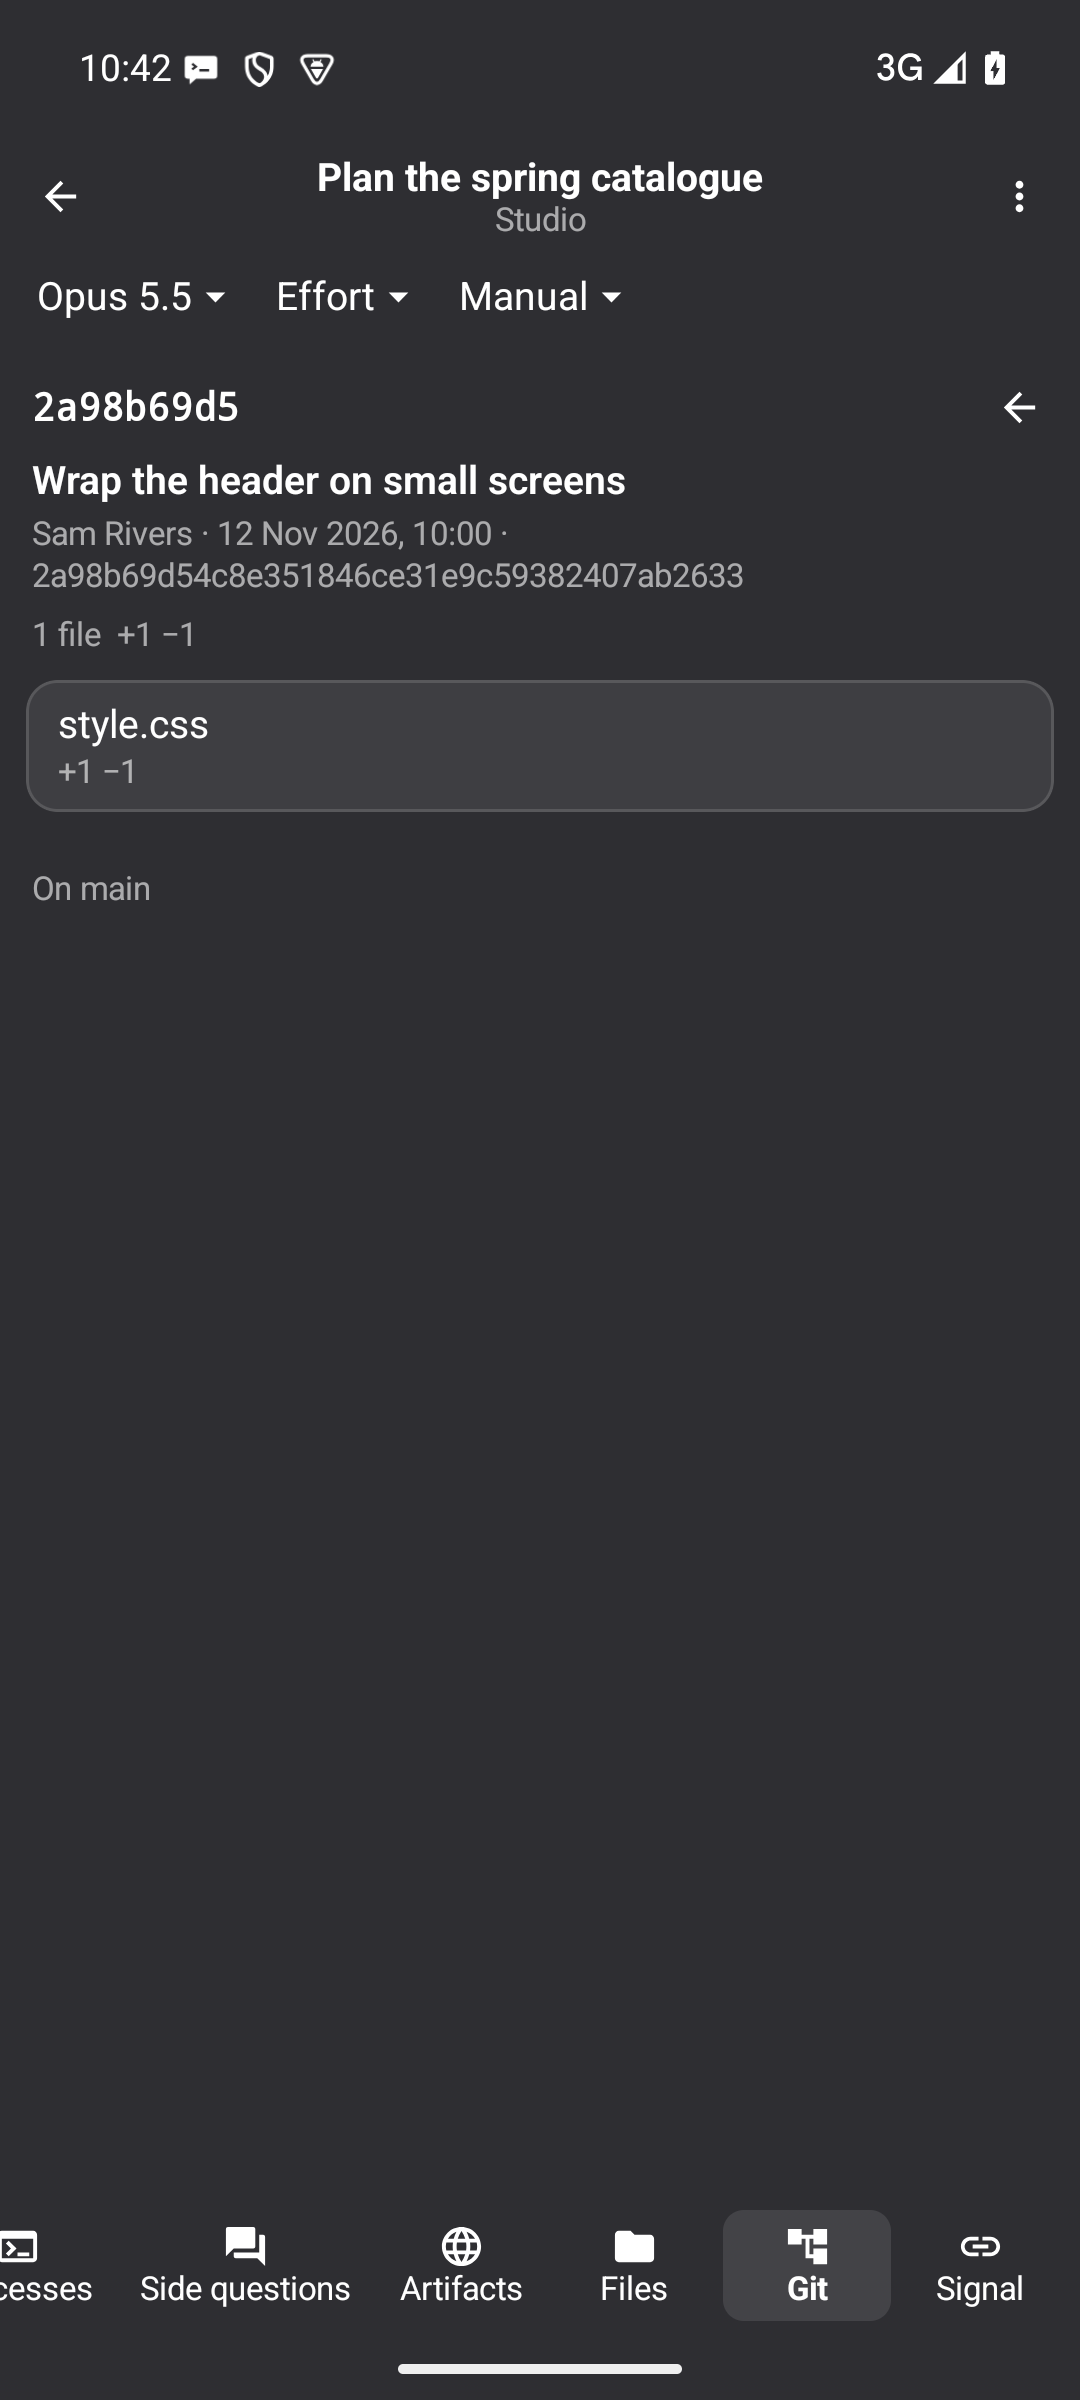 10:42
3G
Plan the spring catalogue
Studio
Opus 5.5
Effort
Manual
2a98b69d5
Wrap the header on small screens
Sam Rivers · 12 Nov 2026, 10:00 ·
2a98b69d54c8e351846ce31e9c59382407ab2633
1 file +1 −1
style.css
+1 −1
On main
cesses
Side questions
Artifacts
Files
Git
Signal